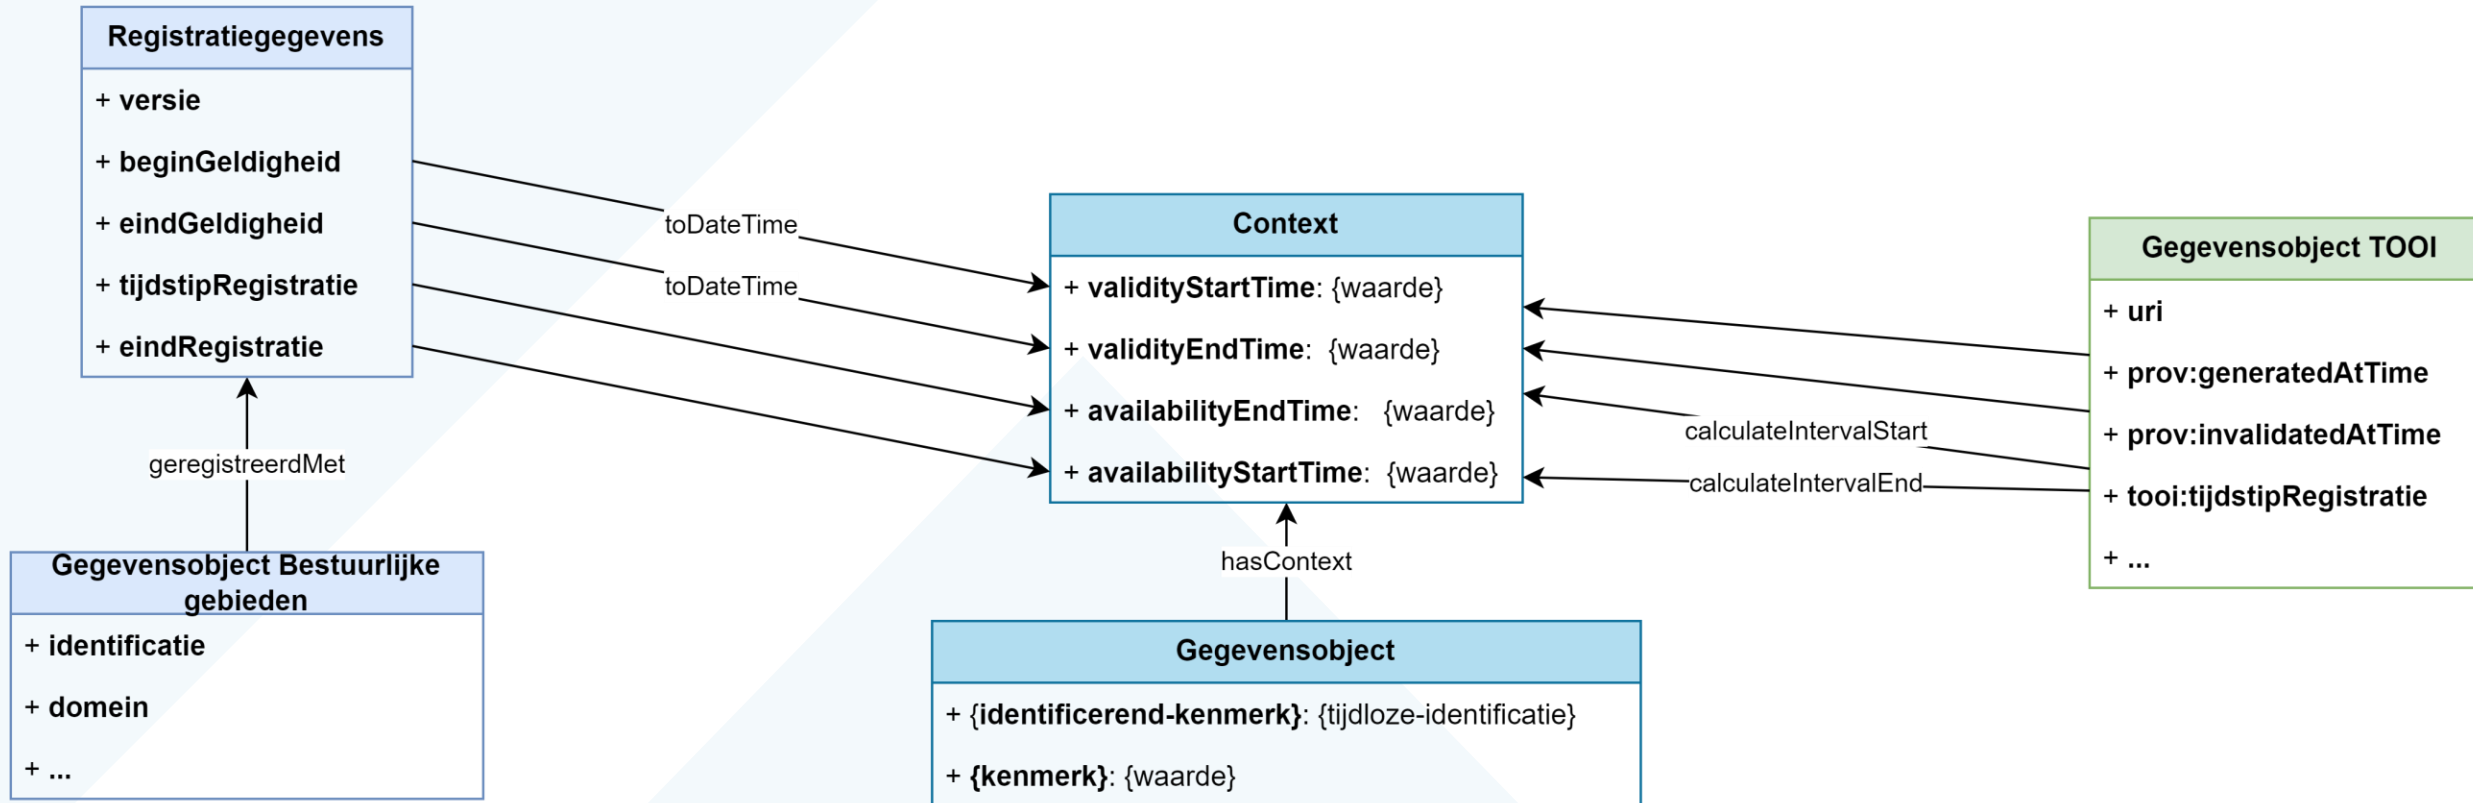 Registratiegegevens
+ versie
+ beginGeldigheid
+ eindGeldigheid
+ tijdstipRegistratie
+ eindRegistratie
geregistreerdMet
Gegevensobject Bestuurlijke
gebieden
+ identificatie
+ domein
+ ...
toDateTime
toDateTime
Context
+ validityStartTime: {waarde}
+ validityEndTime: {waarde}
+ availabilityEndTime: {waarde}
+ availabilityStartTime: {waarde}
hasContext
Gegevensobject
+ {identificerend-kenmerk}: {tijdloze-identificatie}
+ {kenmerk}: {waarde}
calculateIntervalStart
calculateIntervalEnd
Gegevensobject TOOI
+ uri
+ prov:generatedAtTime
+ prov:invalidatedAtTime
+ tooi:tijdstipRegistratie
+ ...